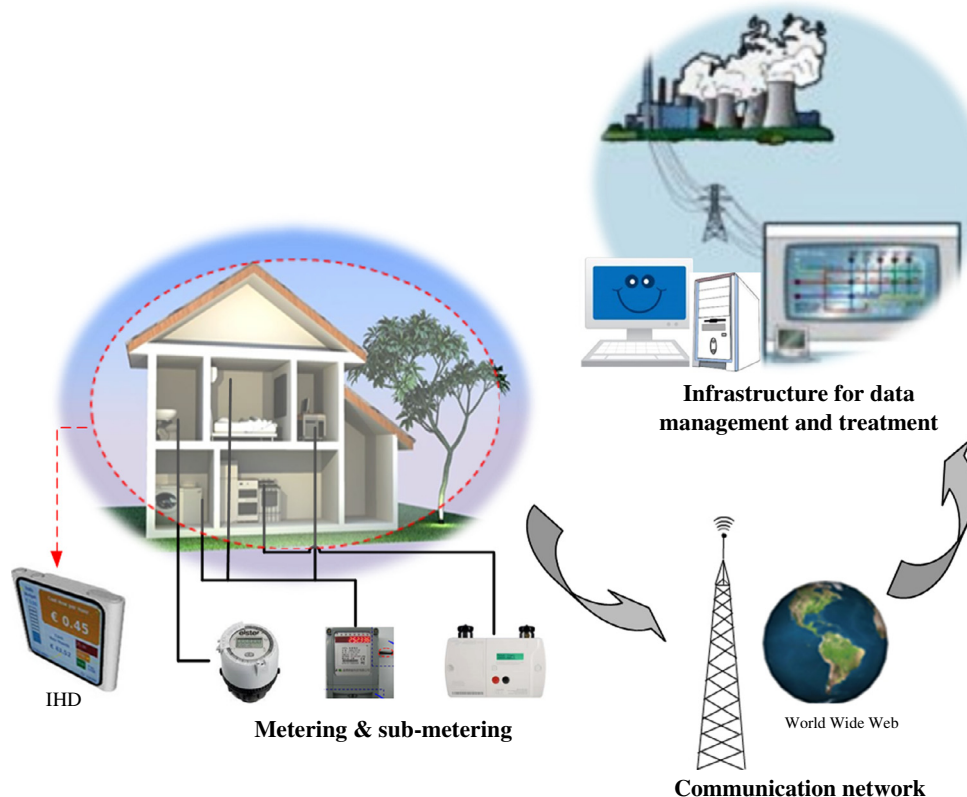 Infrastructure for data
management and treatment
€ 0.45
IHD
elster
Metering & sub-metering
World Wide Web
Communication network